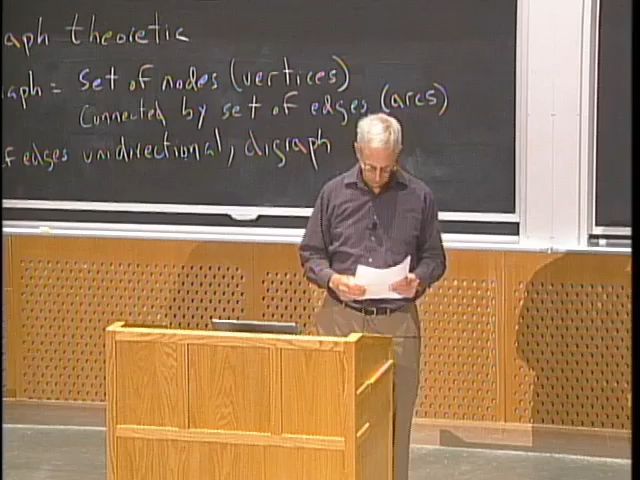 aph theoretic
aph = Set of nodes (vertices)
Connected by set of edges (arcs)
f edges unidirectional, digraph